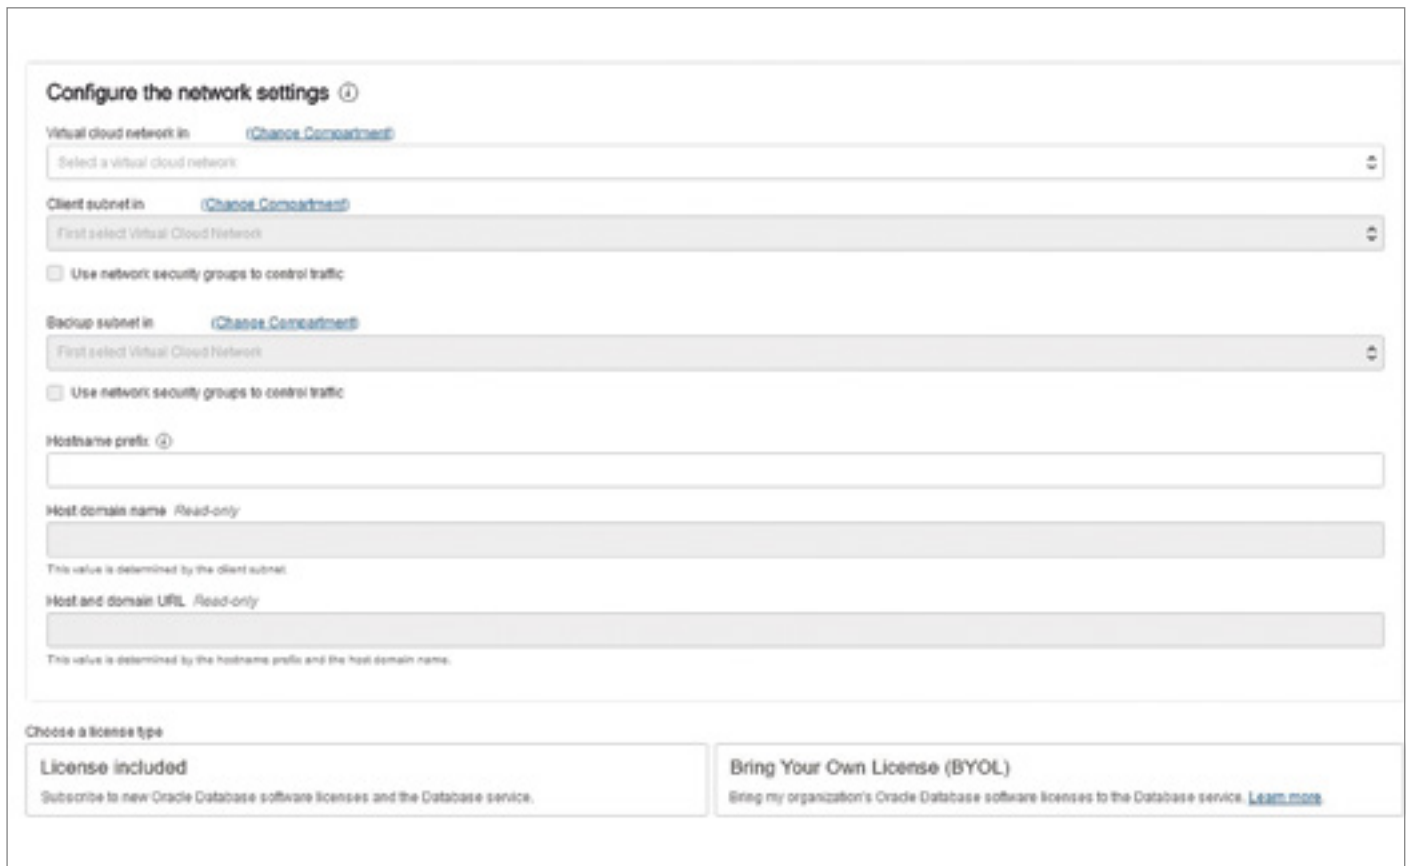 Configure the network settings
Virtual cloud network in (Change Compartment)
Select a virtual cloud network
Client subnet in (Change Compartment)
First select Virtual Cloud Network
Use network security groups to control traffic
Backup subnet in (Change Compartment)
First select Virtual Cloud Network
Use network security groups to control traffic
Hostname prefix
Host domain name Read-only
This value is determined by the client subnet.
Host and domain URL Read-only
This value is determined by the hostname prefix and the host domain name.
Choose a license type
License included
Subscribe to new Oracle Database software licenses and the Database service.
Bring Your Own License (BYOL)
Bring my organization's Oracle Database software licenses to the Database service. Learn more.